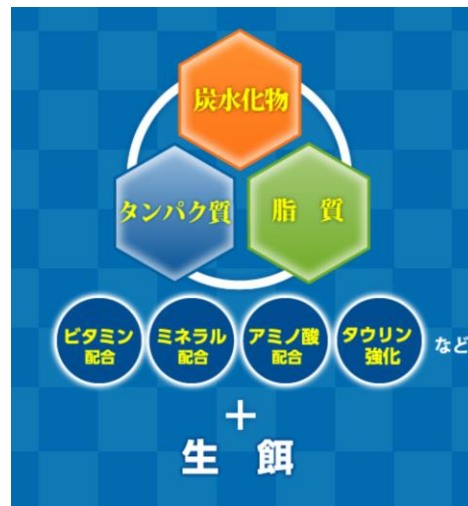 炭水化物
タンパク質
脂 質
ビタミン
配合
ミネラル
配合
アミノ酸
配合
タウリン
強化
など
＋
生 餌